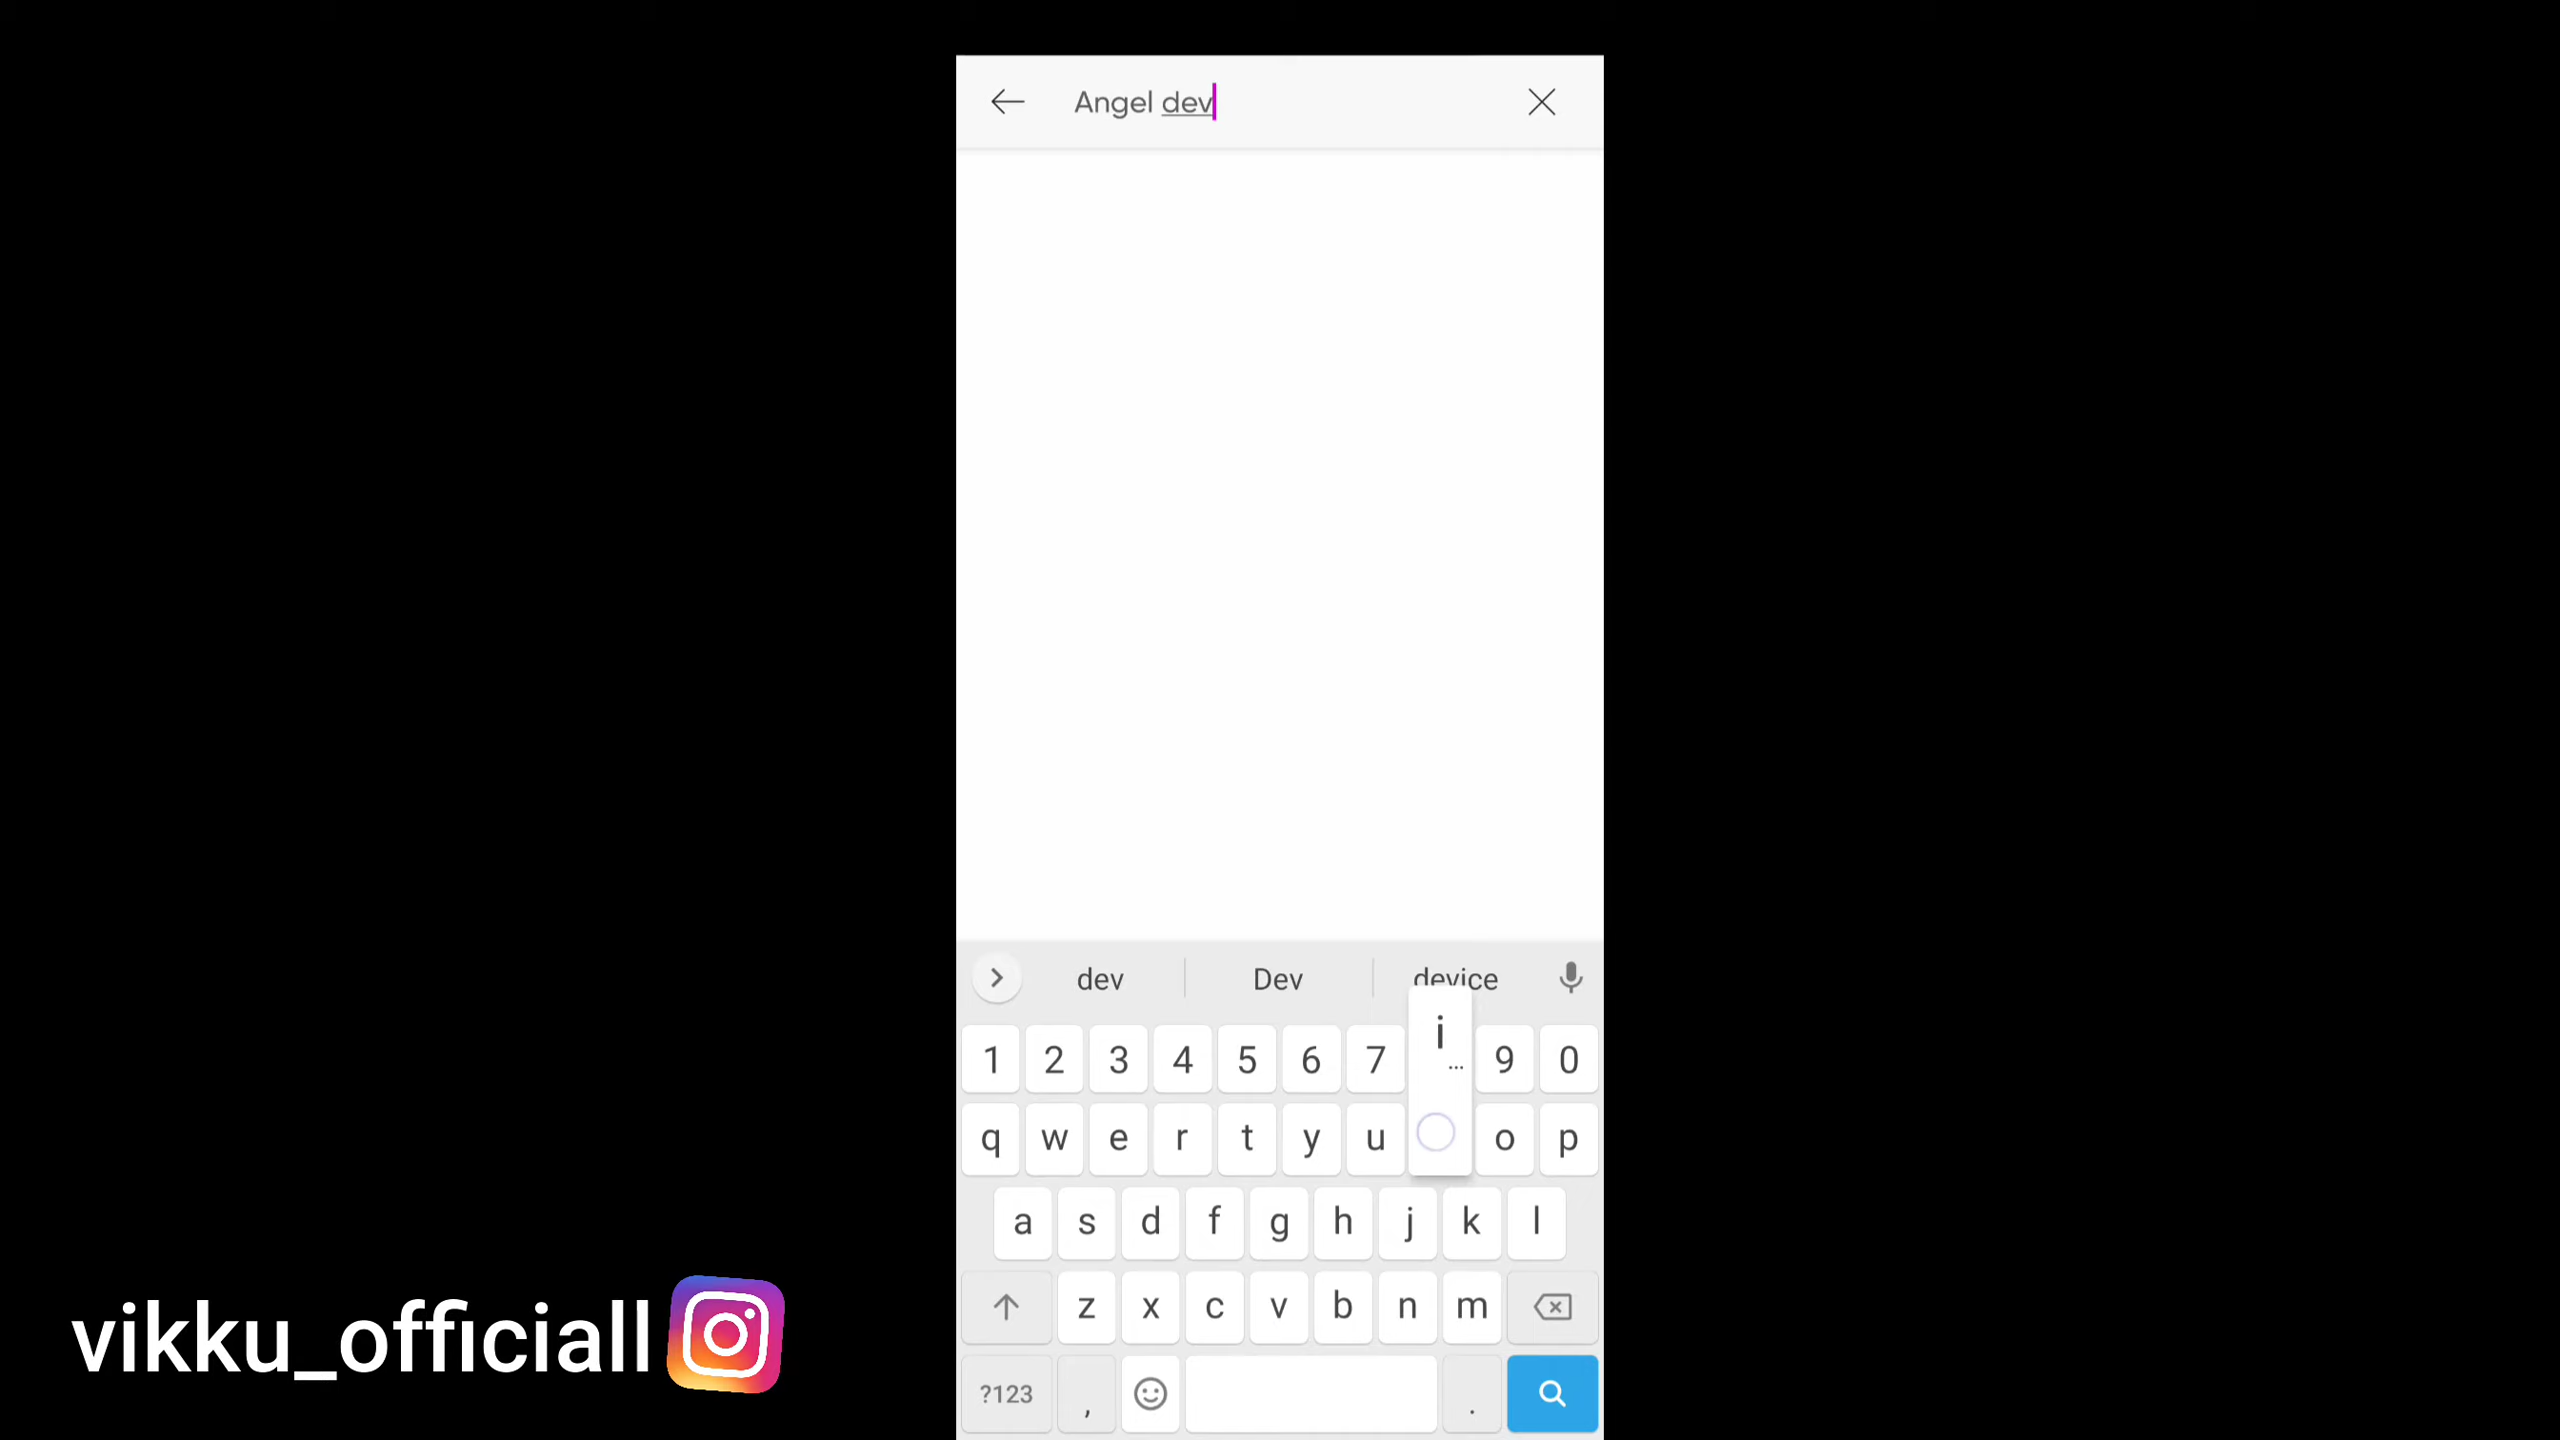 Angel dev
dev Dev device
i
...
1 2 3 4 5 6 7 9 0
q w e r t y u o p
a s d f g h j k l
z x c v b n m
?123 , .
vikku_officiall